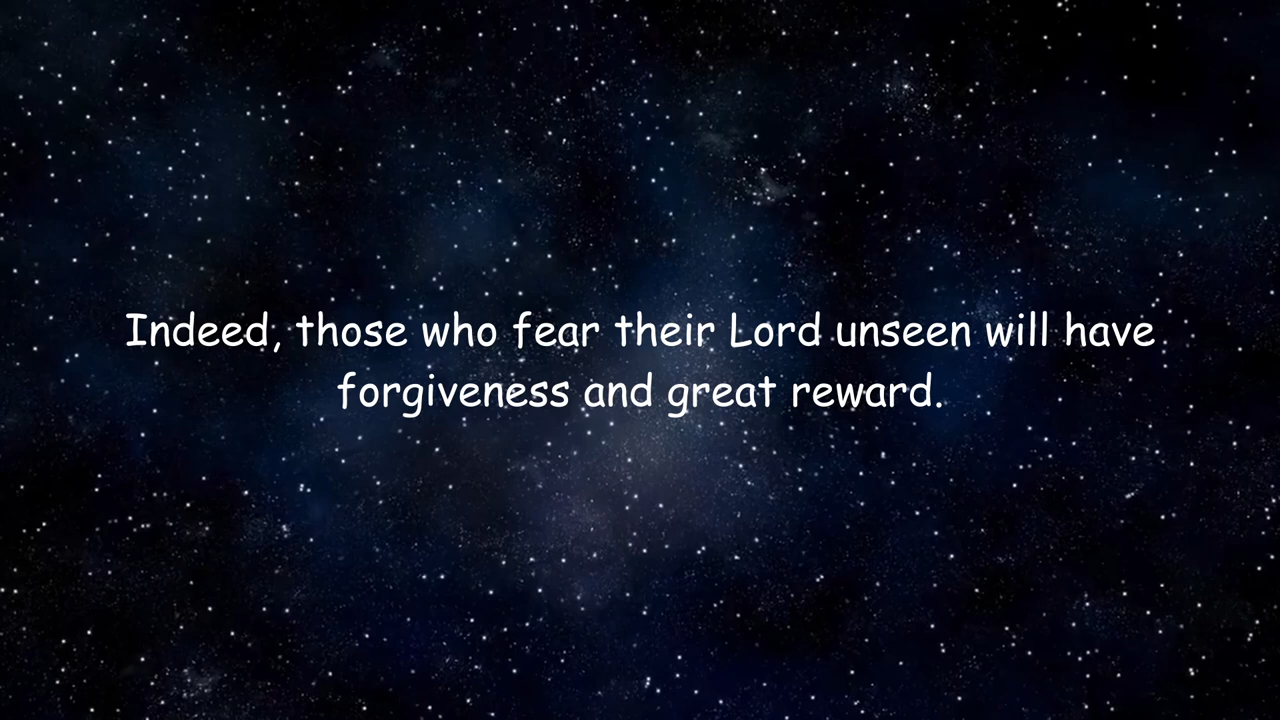 Indeed, those who fear their Lord unseen will have
forgiveness and great reward.